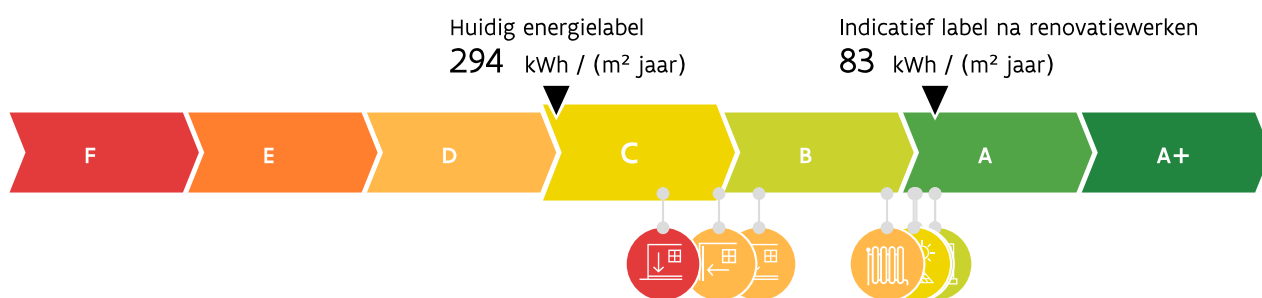 Huidig energielabel
294 kWh / (m² jaar)
Indicatief label na renovatiewerken
83 kWh / (m² jaar)
F E D C B A A+